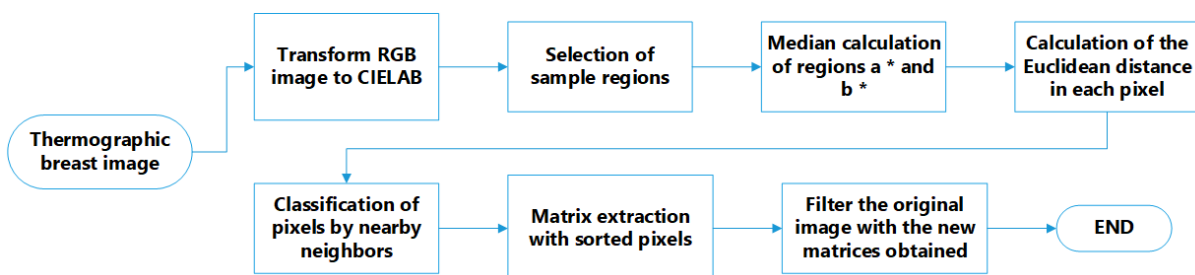 Thermographic
breast image
Transform RGB
image to CIELAB
Selection of
sample regions
Median calculation
of regions a * and
b *
Calculation of the
Euclidean distance
in each pixel
Classification of
pixels by nearby
neighbors
Matrix extraction
with sorted pixels
Filter the original
image with the new
matrices obtained
END